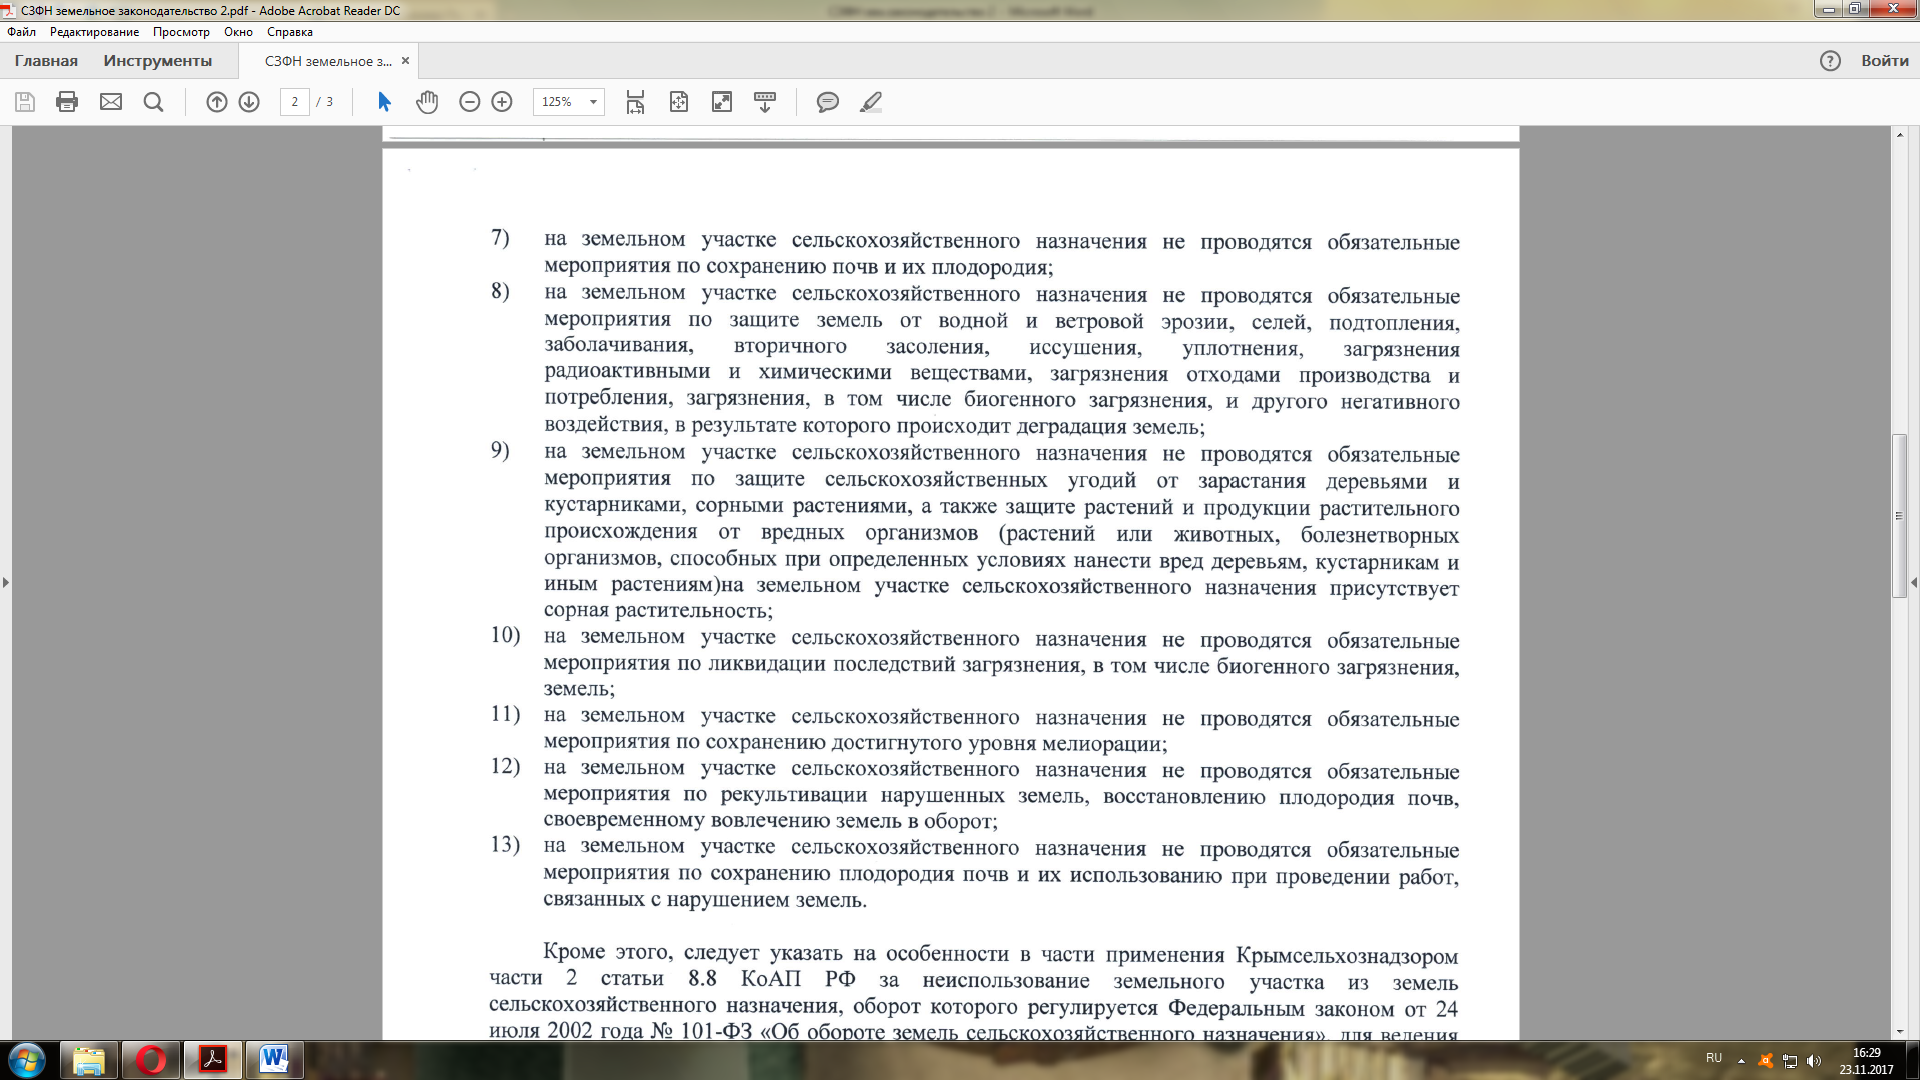 СЗФН земельное законодательство 2.pdf - Adobe Acrobat Reader DC
Файл Редактирование Просмотр Окно Справка
Главная Инструменты СЗФН земельное з... × Войти
2 / 3 125%
7) на земельном участке сельскохозяйственного назначения не проводятся обязательные
мероприятия по сохранению почв и их плодородия;
8) на земельном участке сельскохозяйственного назначения не проводятся обязательные
мероприятия по защите земель от водной и ветровой эрозии, селей, подтопления,
заболачивания, вторичного засоления, иссушения, уплотнения, загрязнения
радиоактивными и химическими веществами, загрязнения отходами производства и
потребления, загрязнения, в том числе биогенного загрязнения, и другого негативного
воздействия, в результате которого происходит деградация земель;
9) на земельном участке сельскохозяйственного назначения не проводятся обязательные
мероприятия по защите сельскохозяйственных угодий от зарастания деревьями и
кустарниками, сорными растениями, а также защите растений и продукции растительного
происхождения от вредных организмов (растений или животных, болезнетворных
организмов, способных при определенных условиях нанести вред деревьям, кустарникам и
иным растениям)на земельном участке сельскохозяйственного назначения присутствует
сорная растительность;
10) на земельном участке сельскохозяйственного назначения не проводятся обязательные
мероприятия по ликвидации последствий загрязнения, в том числе биогенного загрязнения,
земель;
11) на земельном участке сельскохозяйственного назначения не проводятся обязательные
мероприятия по сохранению достигнутого уровня мелиорации;
12) на земельном участке сельскохозяйственного назначения не проводятся обязательные
мероприятия по рекультивации нарушенных земель, восстановлению плодородия почв,
своевременному вовлечению земель в оборот;
13) на земельном участке сельскохозяйственного назначения не проводятся обязательные
мероприятия по сохранению плодородия почв и их использованию при проведении работ,
связанных с нарушением земель.
Кроме этого, следует указать на особенности в части применения Крымсельхознадзором
части 2 статьи 8.8 КоАП РФ за неиспользование земельного участка из земель
сельскохозяйственного назначения, оборот которого регулируется Федеральным законом от 24
июля 2002 года № 101-ФЗ «Об обороте земель сельскохозяйственного назначения», для ведения
RU 16:29
23.11.2017